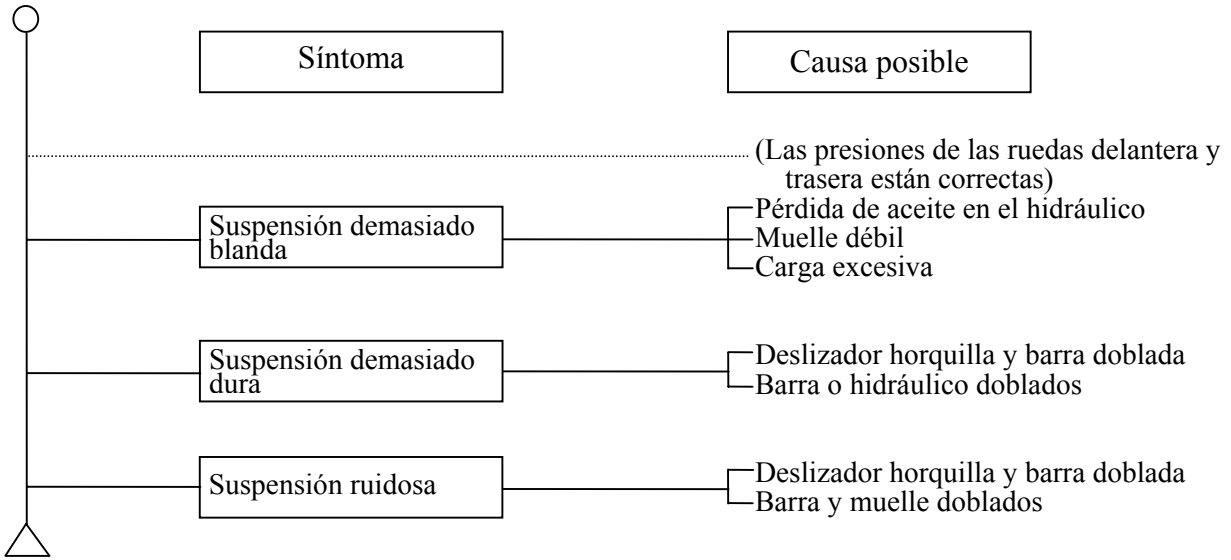 Síntoma
Causa posible
(Las presiones de las ruedas delantera y
trasera están correctas)
Suspensión demasiado
blanda
Pérdida de aceite en el hidráulico
Muelle débil
Carga excesiva
Suspensión demasiado
dura
Deslizador horquilla y barra doblada
Barra o hidráulico doblados
Suspensión ruidosa
Deslizador horquilla y barra doblada
Barra y muelle doblados